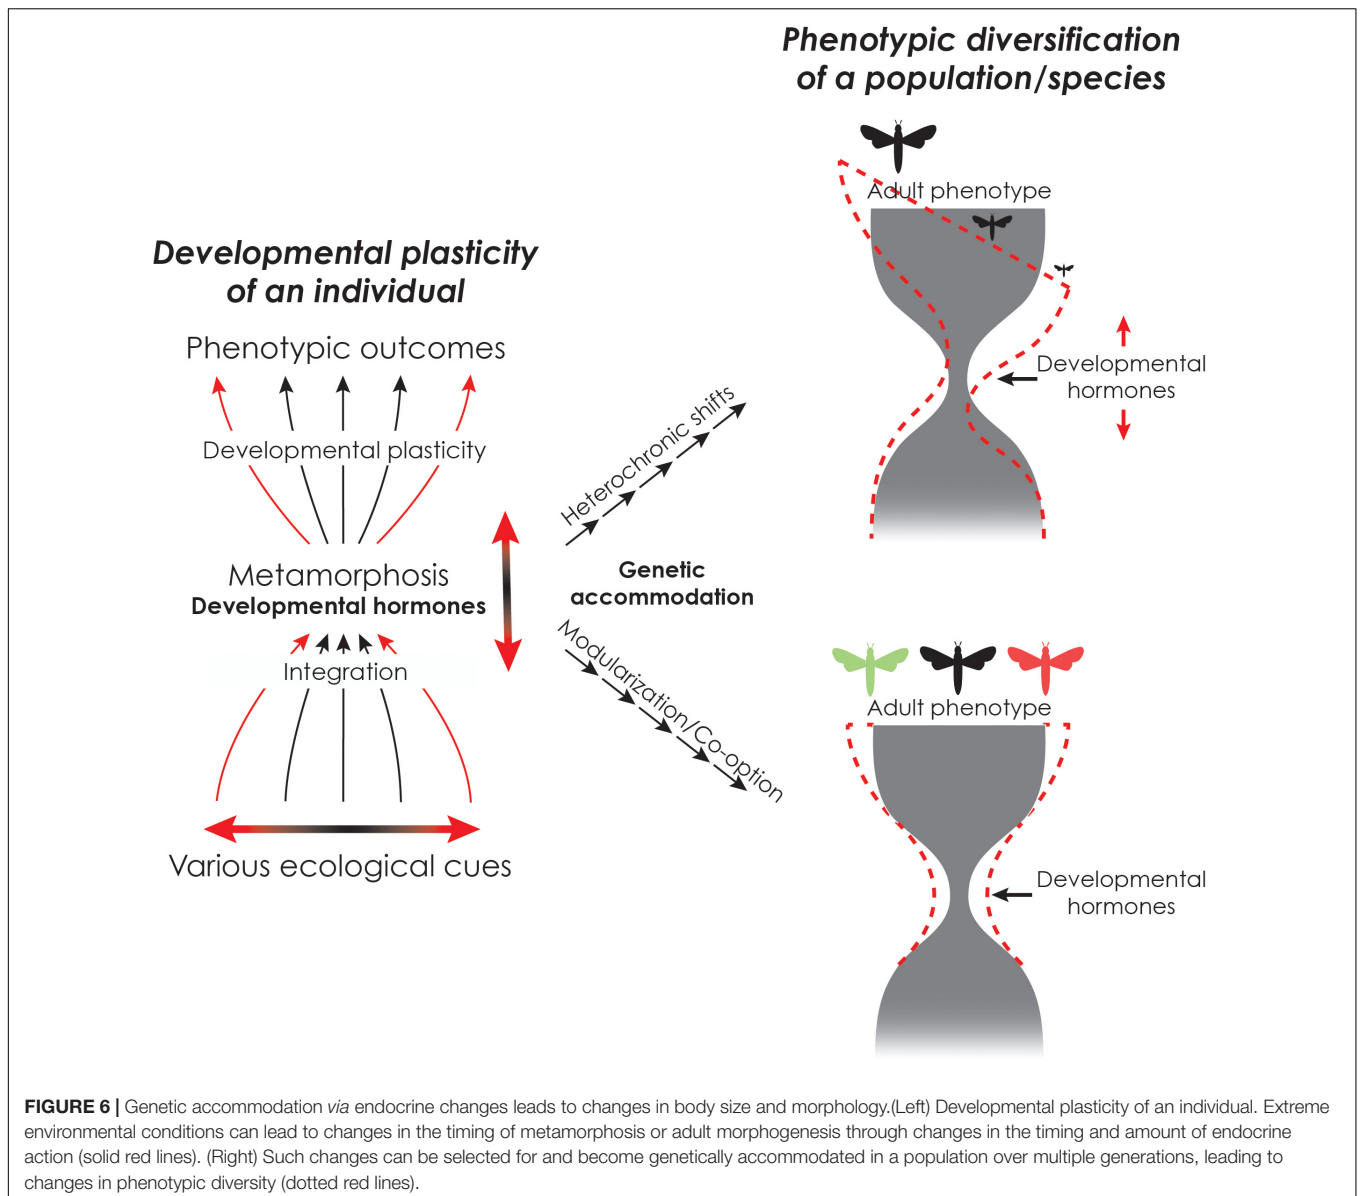 Phenotypic diversification
of a population/species
Adult phenotype
Developmental
hormones
Developmental plasticity
of an individual
Phenotypic outcomes
Developmental plasticity
Metamorphosis
Developmental hormones
Integration
Various ecological cues
Heterochronic shifts
Genetic
accommodation
Modularization/Co-option
Adult phenotype
Developmental
hormones
FIGURE 6 | Genetic accommodation via endocrine changes leads to changes in body size and morphology.(Left) Developmental plasticity of an individual. Extreme
environmental conditions can lead to changes in the timing of metamorphosis or adult morphogenesis through changes in the timing and amount of endocrine
action (solid red lines). (Right) Such changes can be selected for and become genetically accommodated in a population over multiple generations, leading to
changes in phenotypic diversity (dotted red lines).